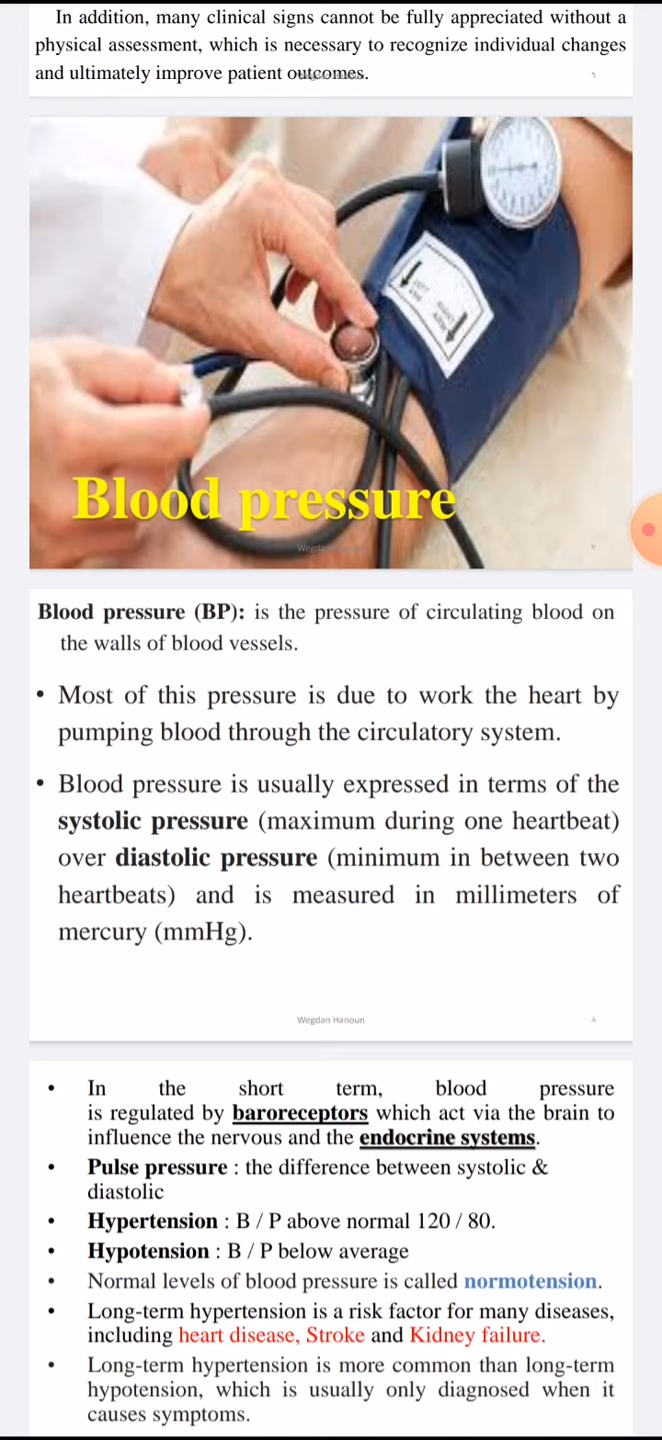 In addition, many clinical signs cannot be fully appreciated without a
physical assessment, which is necessary to recognize individual changes
and ultimately improve patient outcomes.
٦
Blood pressure
٧
Blood pressure (BP): is the pressure of circulating blood on
the walls of blood vessels.
• Most of this pressure is due to work the heart by
pumping blood through the circulatory system.
• Blood pressure is usually expressed in terms of the
systolic pressure (maximum during one heartbeat)
over diastolic pressure (minimum in between two
heartbeats) and is measured in millimeters of
mercury (mmHg).
Wegdan Hanoun
٨
• In the short term, blood pressure
is regulated by baroreceptors which act via the brain to
influence the nervous and the endocrine systems.
• Pulse pressure : the difference between systolic &
diastolic
• Hypertension : B / P above normal 120 / 80.
• Hypotension : B / P below average
• Normal levels of blood pressure is called normotension.
• Long-term hypertension is a risk factor for many diseases,
including heart disease, Stroke and Kidney failure.
• Long-term hypertension is more common than long-term
hypotension, which is usually only diagnosed when it
causes symptoms.